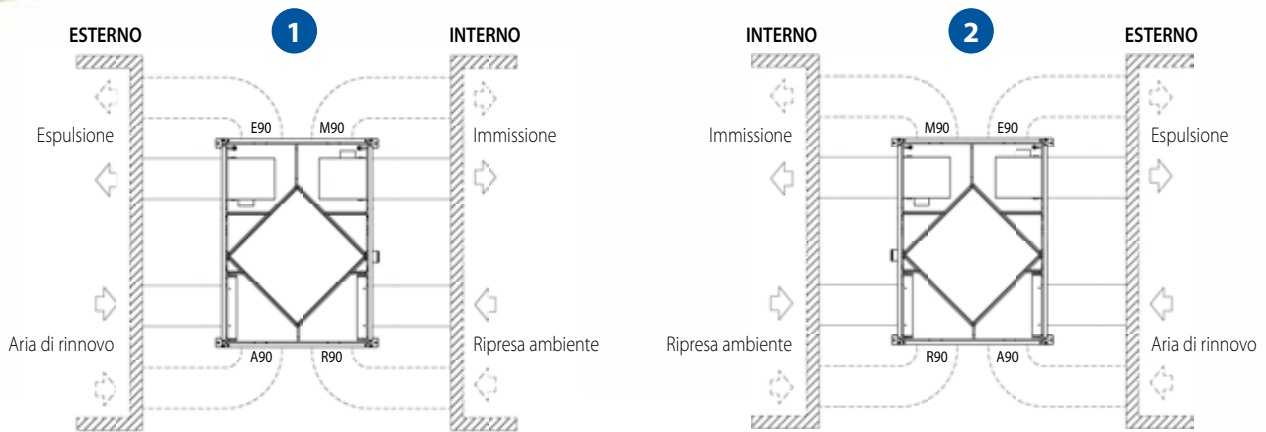 ESTERNO
1
INTERNO
E90
M90
Espulsione
Immissione
Aria di rinnovo
Ripresa ambiente
A90
R90
INTERNO
2
ESTERNO
M90
E90
Immissione
Espulsione
Ripresa ambiente
Aria di rinnovo
R90
A90